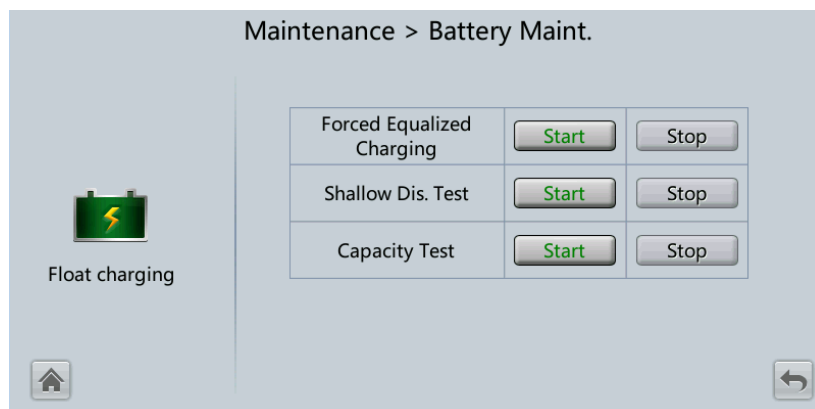 Maintenance > Battery Maint.
Forced Equalized
Charging
Start
Stop
Shallow Dis. Test
Start
Stop
Capacity Test
Start
Stop
Float charging